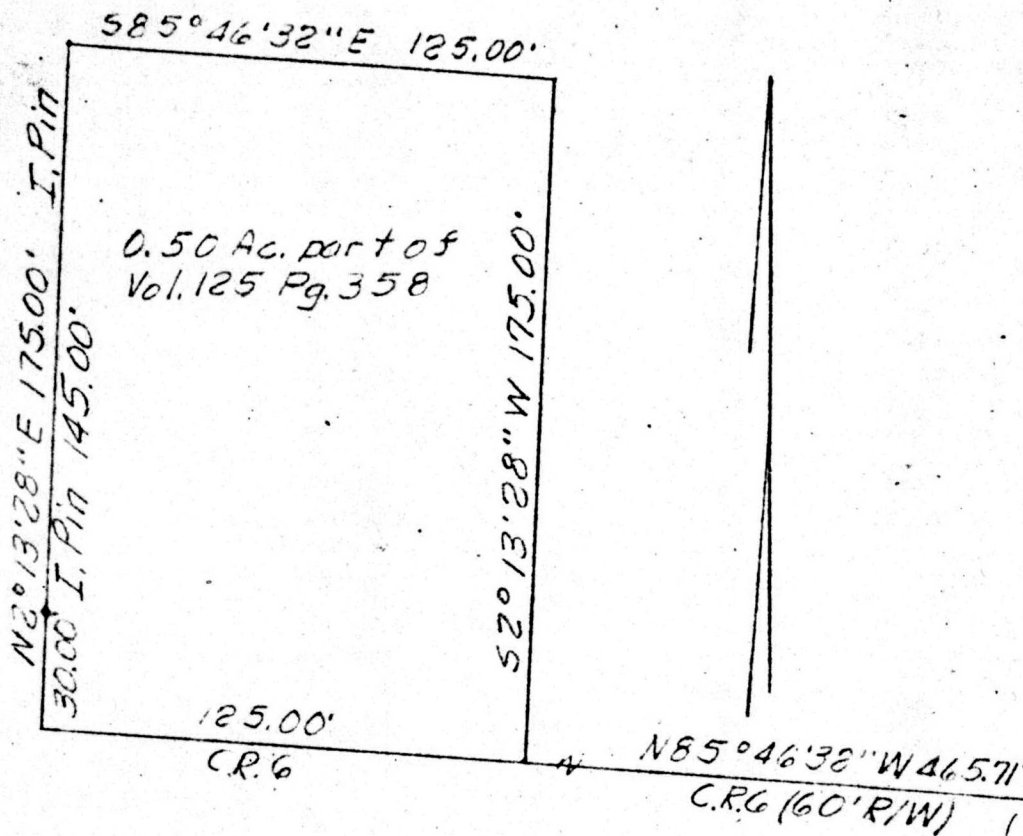 S85°46'32"E 125.00'
I.Pin
N2°13'28"E 175.00'
0.50 Ac. part of
Vol.125 Pg.358
I.Pin 145.00'
30.00'
S2°13'28"W 175.00'
125.00'
C.R.6
N85°46'32"W 465.71'
C.R.6 (60'R/W)